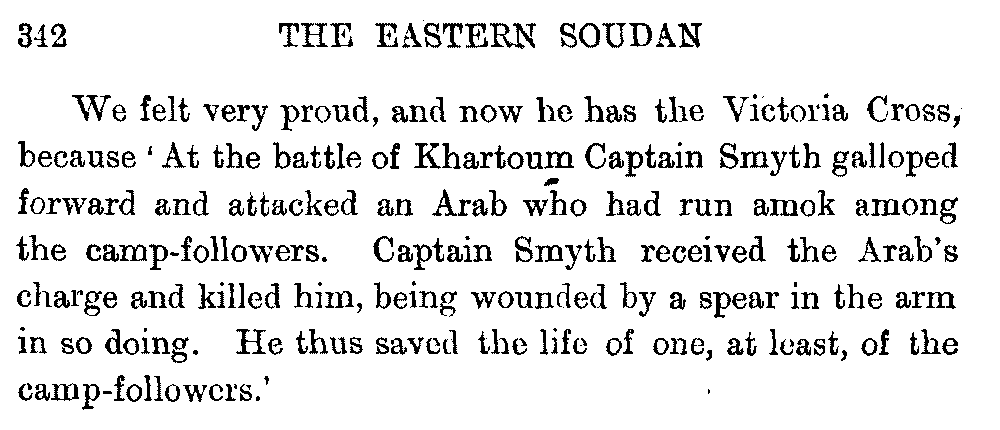 342 THE EASTERN SOUDAN
We felt very proud, and now he has the Victoria Cross,
because ‘ At the battle of Khartoum Captain Smyth galloped
forward and attacked an Arab who had run amok among
the camp-followers. Captain Smyth received the Arab’s
charge and killed him, being wounded by a spear in the arm
in so doing. He thus saved the life of one, at least, of the
camp-followers.’